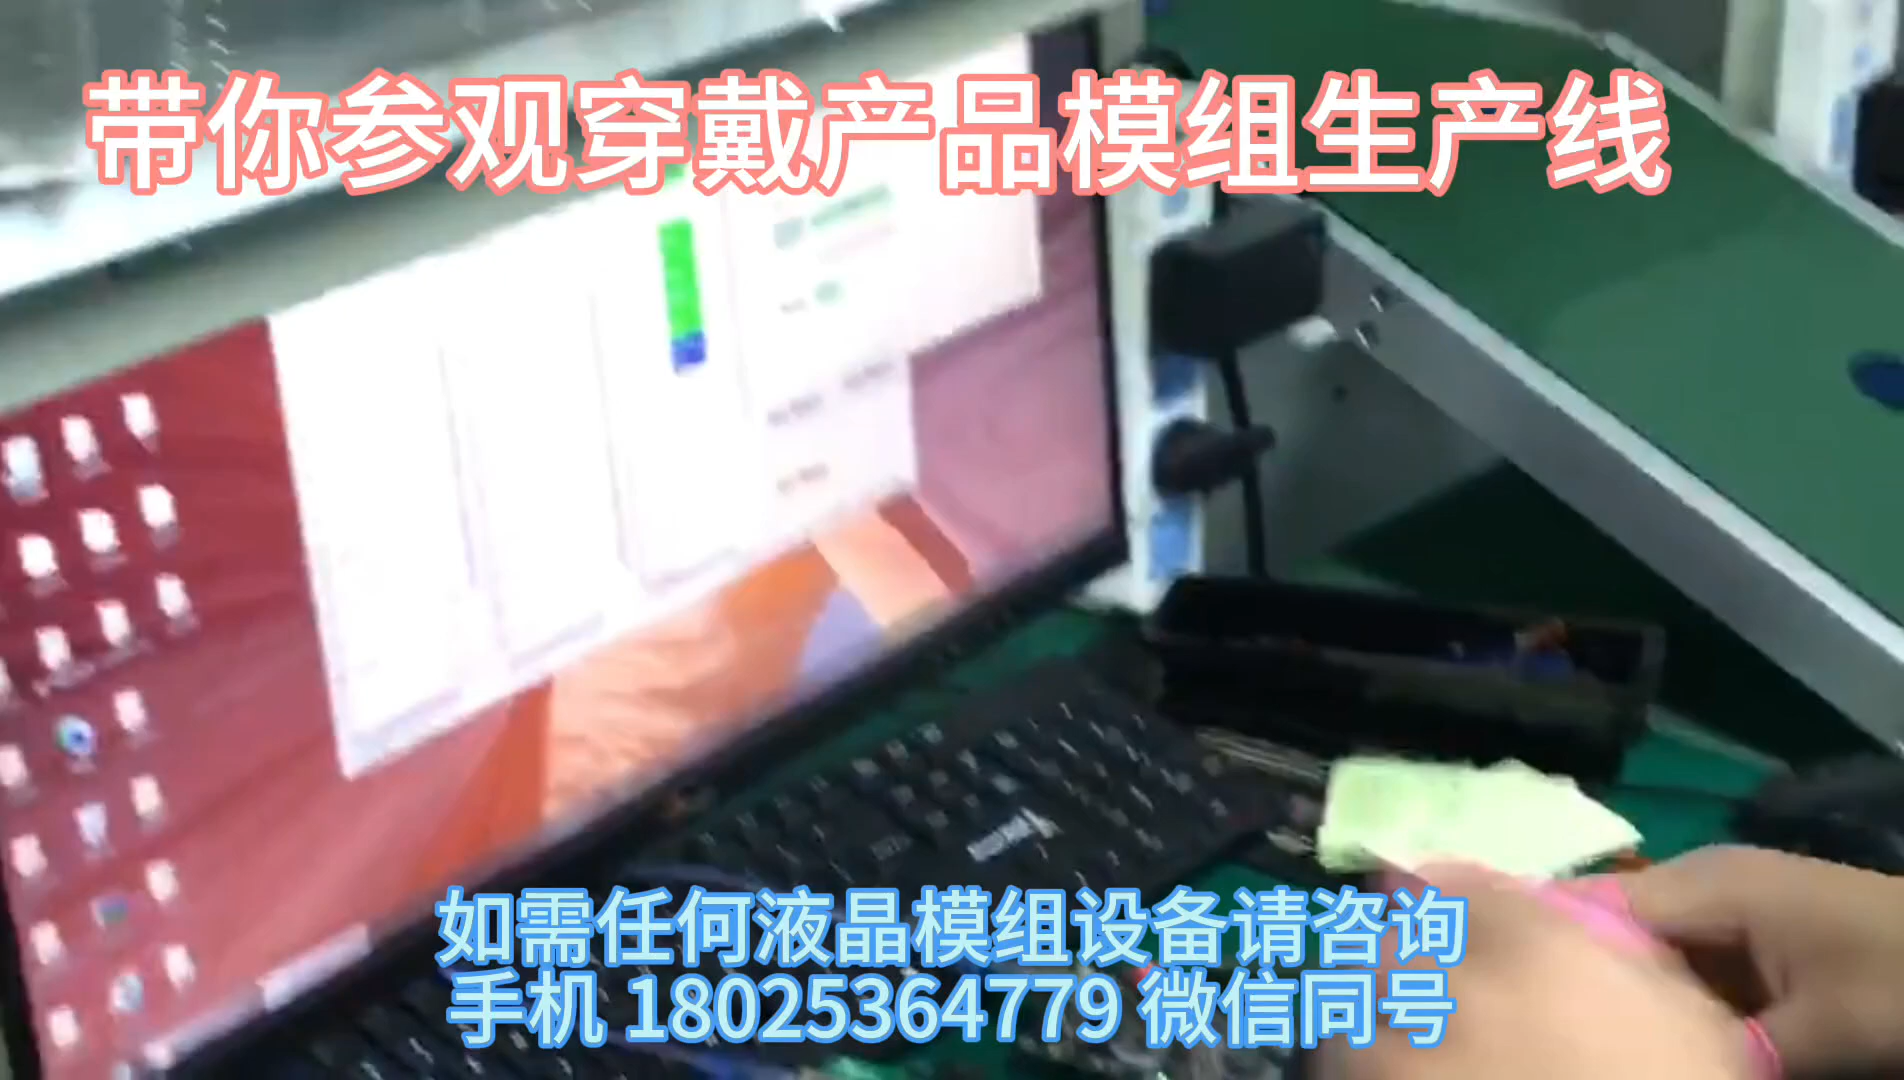 带你参观穿戴产品模组生产线
如需任何液晶模组设备请咨询
手机 18025364779 微信同号